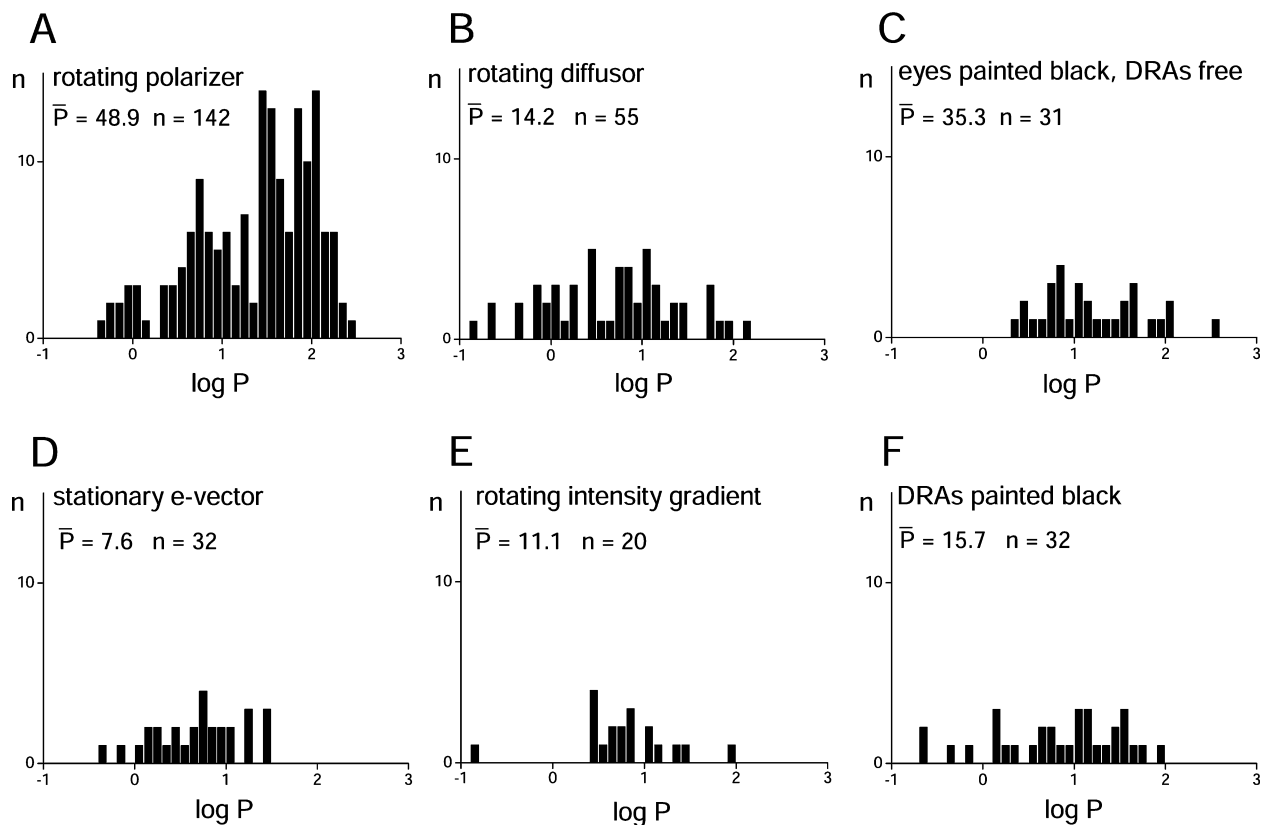 A
n
rotating polarizer
P̅ = 48.9 n = 142
10
0
-1 0 1 2 3
log P
B
n
rotating diffusor
P̅ = 14.2 n = 55
10
0
-1 0 1 2 3
log P
C
n
eyes painted black, DRAs free
P̅ = 35.3 n = 31
10
0
-1 0 1 2 3
log P
D
n
stationary e-vector
P̅ = 7.6 n = 32
10
0
-1 0 1 2 3
log P
E
n
rotating intensity gradient
P̅ = 11.1 n = 20
10
0
-1 0 1 2 3
log P
F
n
DRAs painted black
P̅ = 15.7 n = 32
10
0
-1 0 1 2 3
log P